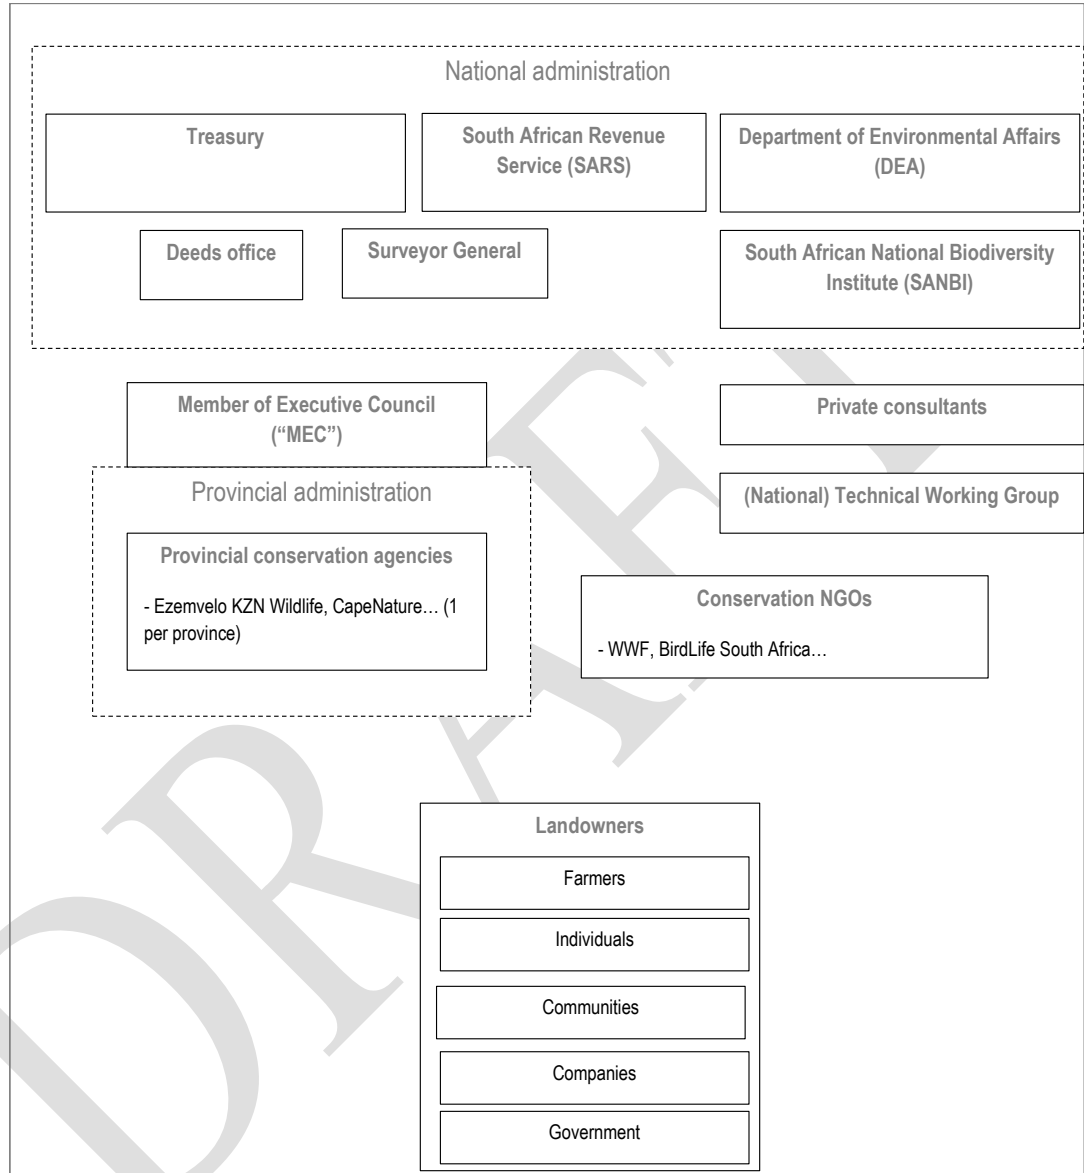 National administration
Treasury
South African Revenue
Service (SARS)
Department of Environmental Affairs
(DEA)
Deeds office
Surveyor General
South African National Biodiversity
Institute (SANBI)
Member of Executive Council
(“MEC”)
Private consultants
Provincial administration
(National) Technical Working Group
Provincial conservation agencies
- Ezemvelo KZN Wildlife, CapeNature… (1
per province)
Conservation NGOs
- WWF, BirdLife South Africa…
Landowners
Farmers
Individuals
Communities
Companies
Government
DRAFT